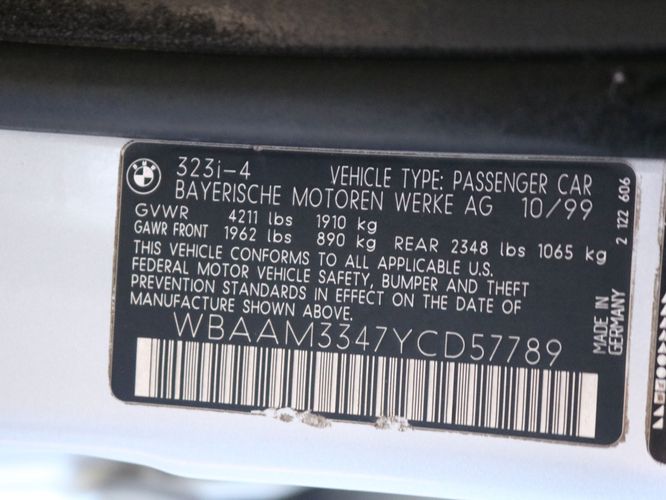 BMW
323i-4 VEHICLE TYPE: PASSENGER CAR
BAYERISCHE MOTOREN WERKE AG 10/99
GVWR 4211 lbs 1910 kg
GAWR FRONT 1962 lbs 890 kg REAR 2348 lbs 1065 kg
THIS VEHICLE CONFORMS TO ALL APPLICABLE U.S.
FEDERAL MOTOR VEHICLE SAFETY, BUMPER AND THEFT
PREVENTION STANDARDS IN EFFECT ON THE DATE OF
MANUFACTURE SHOWN ABOVE.
WBAAM3347YCD57789
MADE IN
GERMANY
2 122 606